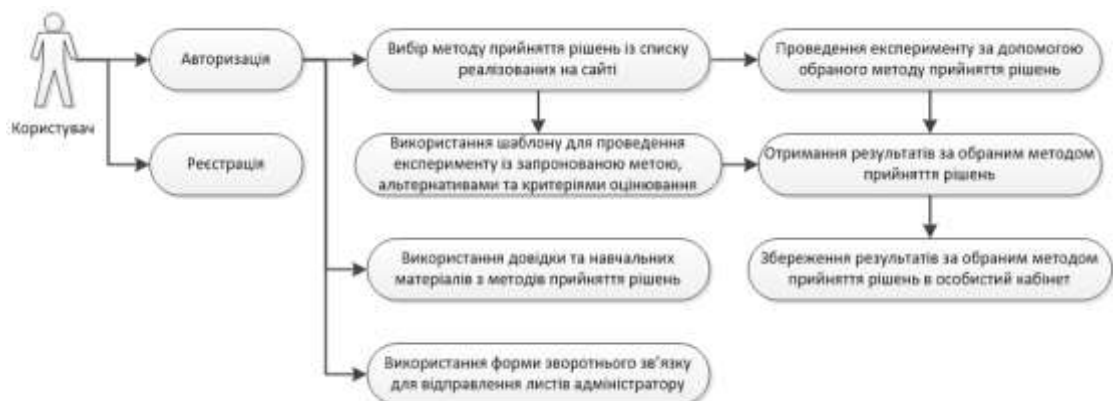 Користувач
Авторизація
Реєстрація
Вибір методу прийняття рішень із списку
реалізованих на сайті
Проведення експерименту за допомогою
обраного методу прийняття рішень
Використання шаблону для проведення
експерименту із запронованою метою,
альтернативами та критеріями оцінювання
Отримання результатів за обраним методом
прийняття рішень
Використання довідки та навчальних
матеріалів з методів прийняття рішень
Збереження результатів за обраним методом
прийняття рішень в особистий кабінет
Використання форми зворотнього зв'язку
для відправлення листів адміністратору